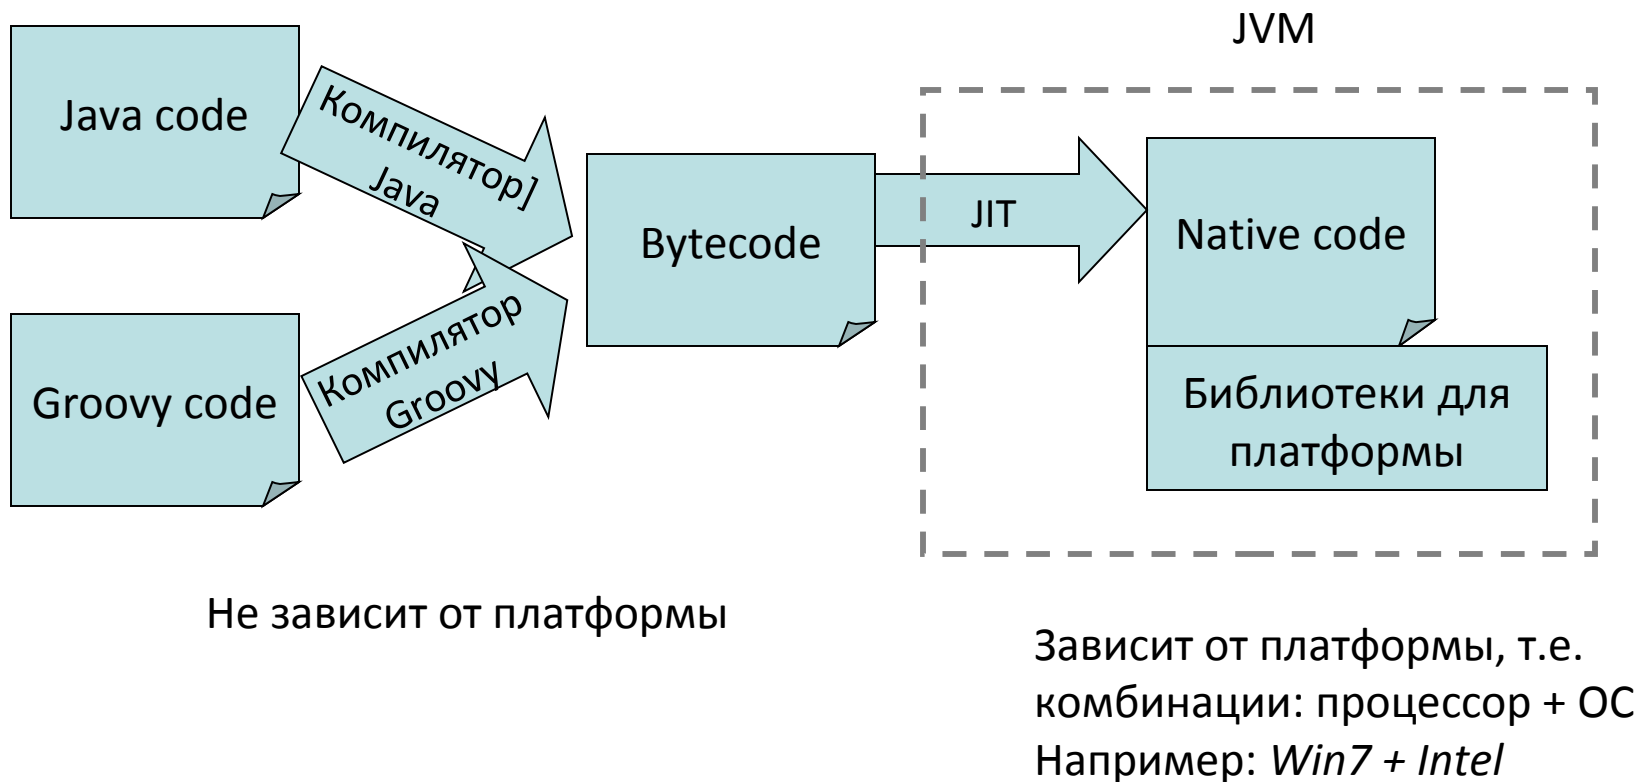 JVM
Java code
Компилятор]
Java
Bytecode
JIT
Native code
Groovy code
Компилятор
Groovy
Библиотеки для
платформы
Не зависит от платформы
Зависит от платформы, т.е.
комбинации: процессор + ОС
Например: Win7 + Intel